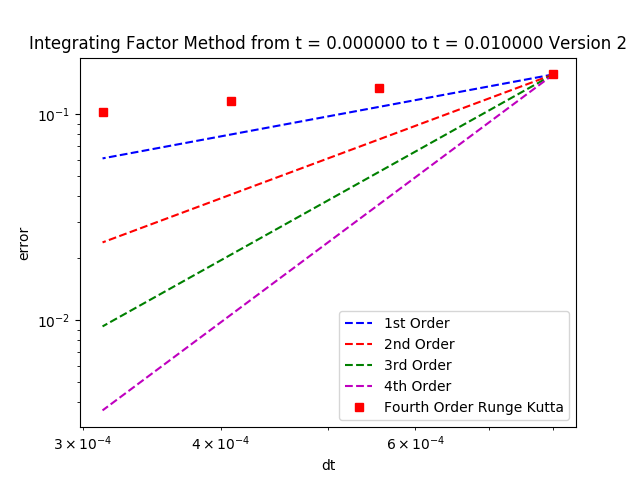 Integrating Factor Method from t = 0.000000 to t = 0.010000 Version 2
10⁻¹
10⁻²
error
3 × 10⁻⁴
4 × 10⁻⁴
6 × 10⁻⁴
dt
1st Order
2nd Order
3rd Order
4th Order
Fourth Order Runge Kutta